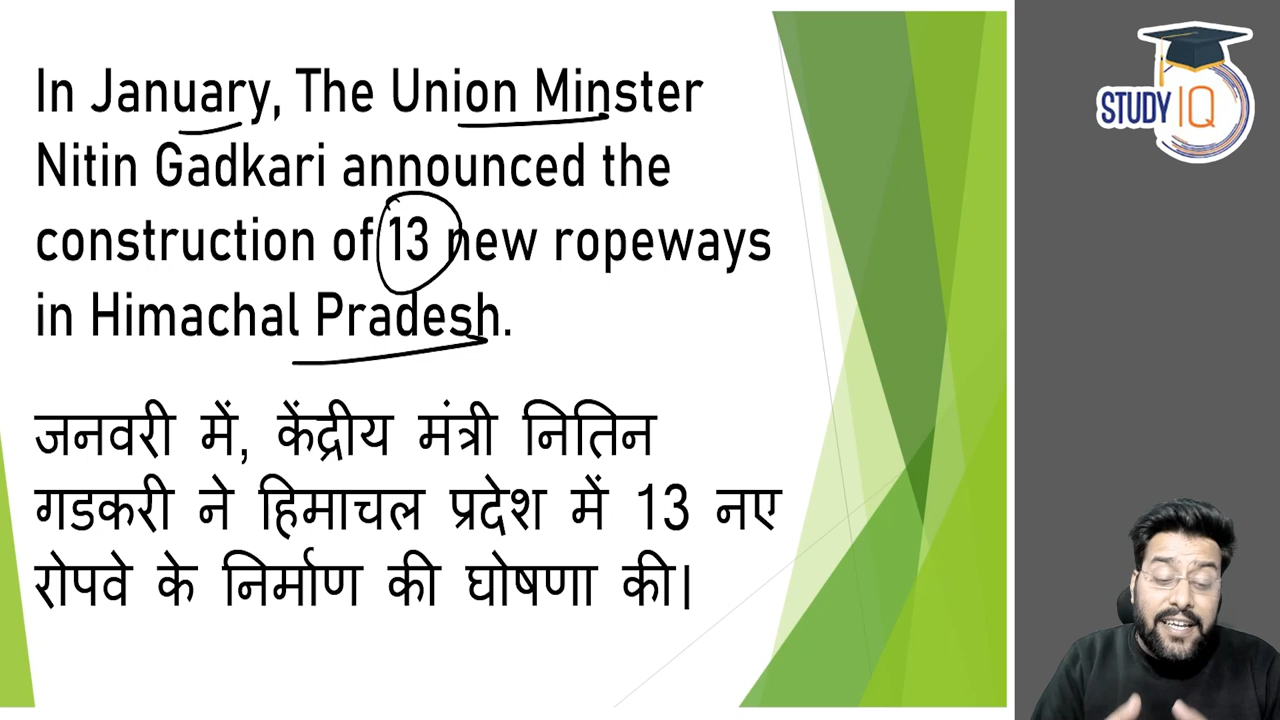 In January, The Union Minster
Nitin Gadkari announced the
construction of 13 new ropeways
in Himachal Pradesh.
जनवरी में, केंद्रीय मंत्री नितिन
गडकरी ने हिमाचल प्रदेश में 13 नए
रोपवे के निर्माण की घोषणा की।
STUDY IQ